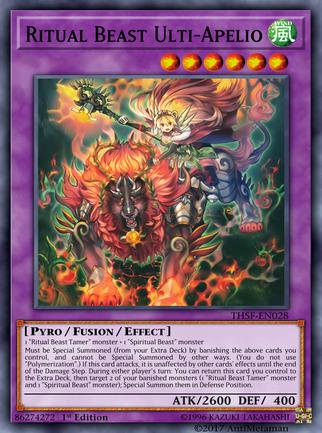 RITUAL BEAST ULTI-APELIO
WIND
風
THSF-EN028
[PYRO / FUSION / EFFECT]
1 "Ritual Beast Tamer" monster + 1 "Spiritual Beast" monster
Must be Special Summoned (from your Extra Deck) by banishing the above cards you
control, and cannot be Special Summoned by other ways. (You do not use
"Polymerization".) If this card attacks, it is unaffected by other cards' effects until the end
of the Damage Step. During either player's turn: You can return this card you control to
the Extra Deck, then target 2 of your banished monsters (1 "Ritual Beast Tamer" monster
and 1 "Spiritual Beast" monster); Special Summon them in Defense Position.
ATK/2600 DEF/ 400
86274272 1st Edition ©1996 KAZUKI TAKAHASHI
©2017 AntiMetaman